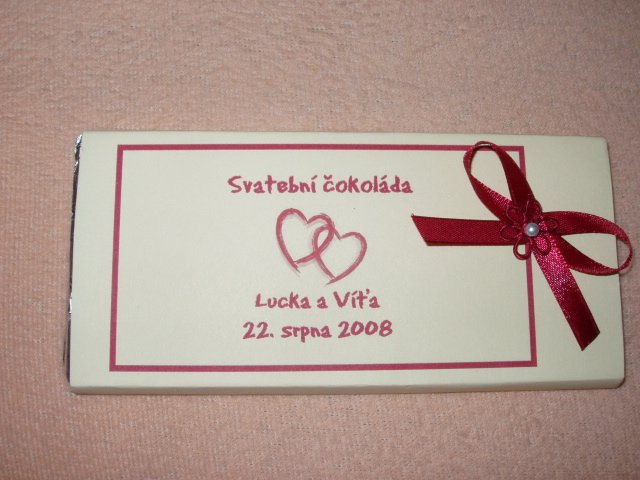 Svatební čokoláda
Lucka a Víťa
22. srpna 2008